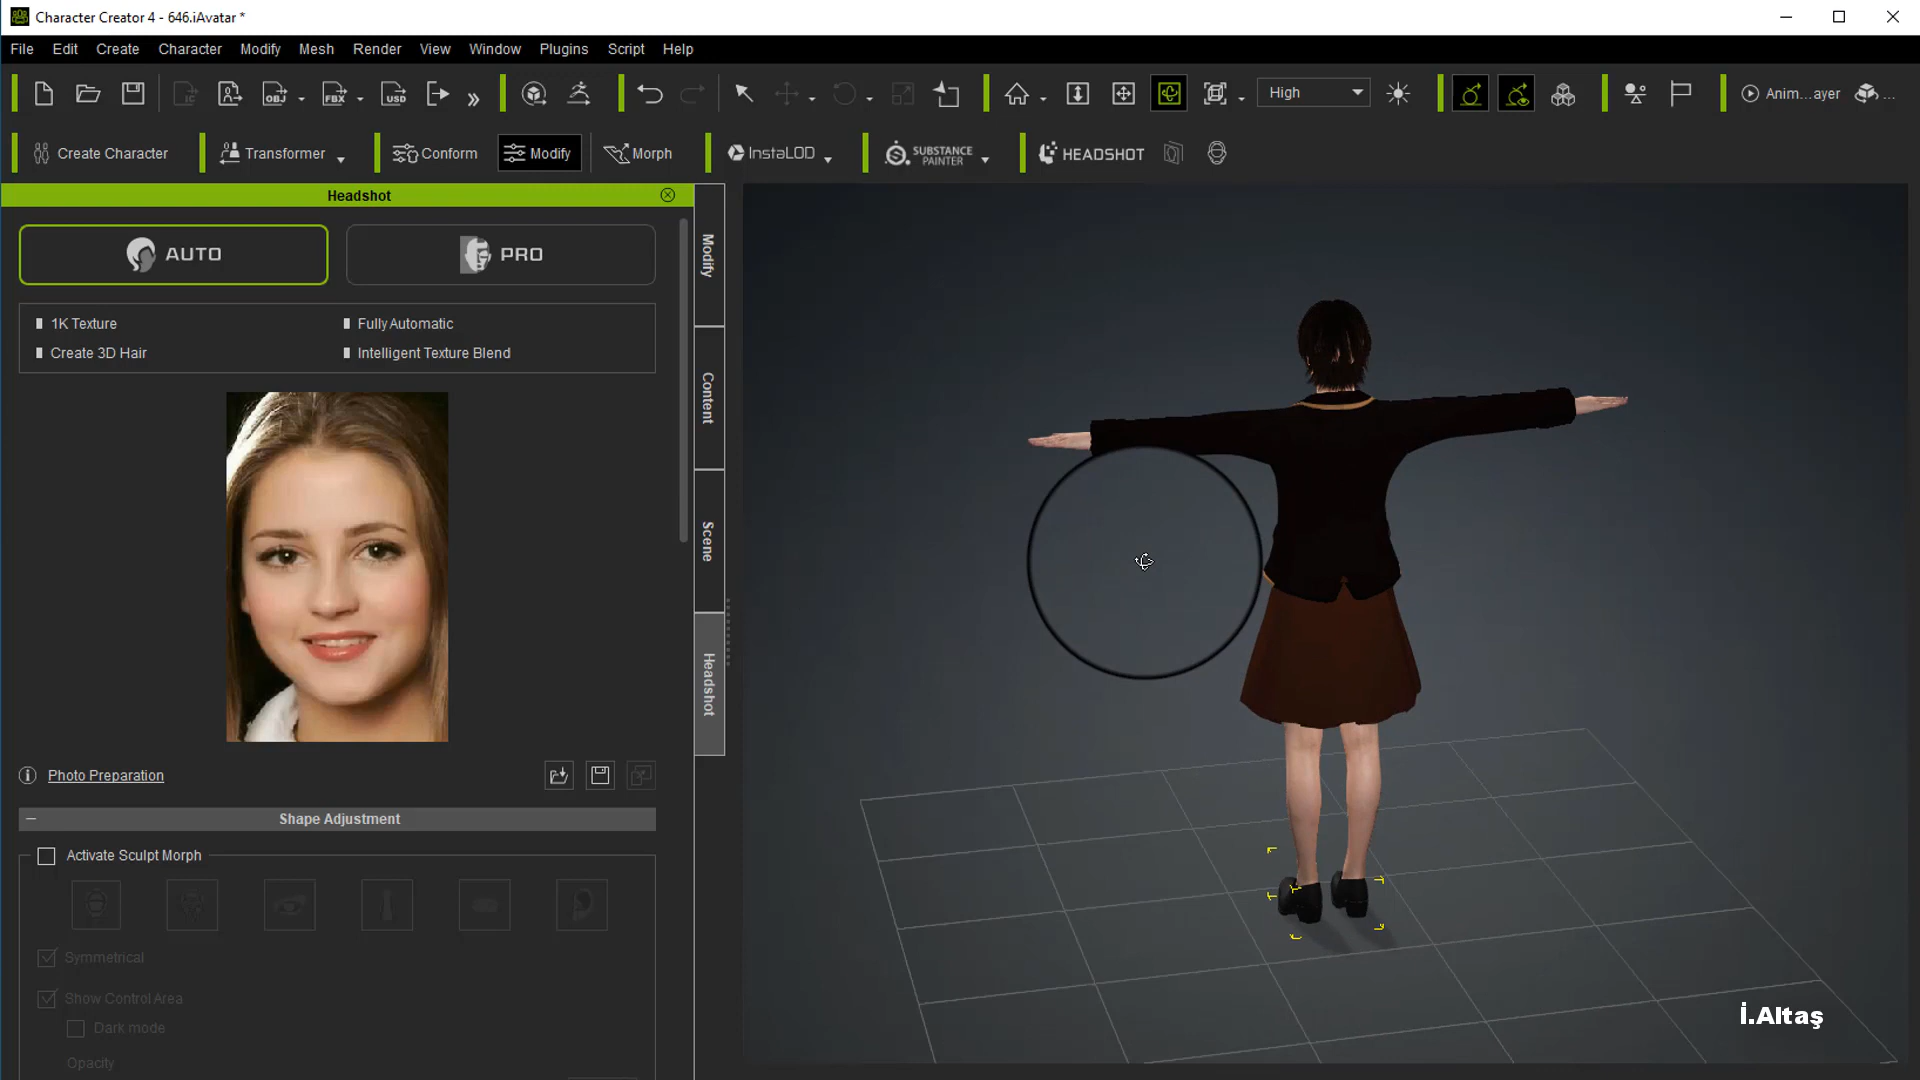 Character Creator 4 - 646.iAvatar *
File Edit Create Character Modify Mesh Render View Window Plugins Script Help
OBJ FBX USD High Anim...ayer ...
Create Character Transformer Conform Modify Morph InstaLOD SUBSTANCE PAINTER HEADSHOT
Headshot
AUTO PRO
1K Texture Fully Automatic
Create 3D Hair Intelligent Texture Blend
Modify
Content
Scene
Headshot
Photo Preparation
Shape Adjustment
Activate Sculpt Morph
Symmetrical
Show Control Area
Dark mode
Opacity
İ.Altaş